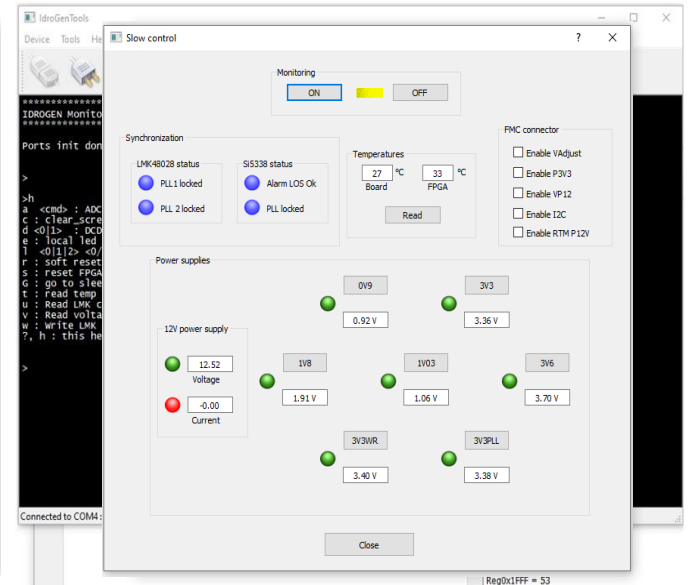 IdroGenTools
Device Tools He
Slow control
?
Monitoring
ON
OFF
Synchronization
LMK48028 status
PLL1 locked
PLL 2 locked
Si5338 status
Alarm LOS Ok
PLL locked
Temperatures
27 °C
33 °C
Board
FPGA
Read
FMC connector
Enable VAdjust
Enable P3V3
Enable VP12
Enable I2C
Enable RTM P12V
Power supplies
0V9
0.92 V
3V3
3.36 V
12V power supply
12.52
Voltage
-0.00
Current
1V8
1.91 V
1V03
1.06 V
3V6
3.70 V
3V3WR
3.40 V
3V3PLL
3.38 V
Close
**************
IDROGEN Monito
**************
Ports init don
>
>h
a <cmd> : ADC
c : clear_scre
d <0|1> : DCD
e : local led
l <0|1|2> <0/
r : soft reset
s : reset FPGA
G : go to slee
t : read temp
u : Read LMK c
v : Read volta
w : Write LMK
?, h : this he
>
Connected to COM4:
Reg0x1FFF = 53